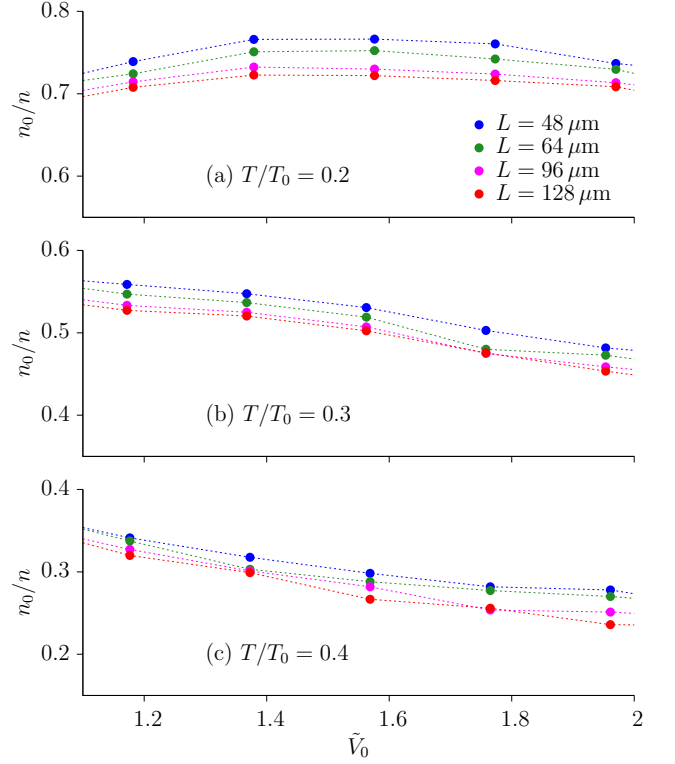 0.8
0.7
0.6
n₀/n
L = 48 μm
L = 64 μm
L = 96 μm
L = 128 μm
(a) T/T₀ = 0.2
0.6
0.5
0.4
n₀/n
(b) T/T₀ = 0.3
0.4
0.3
0.2
n₀/n
(c) T/T₀ = 0.4
1.2 1.4 1.6 1.8 2
Ṽ₀